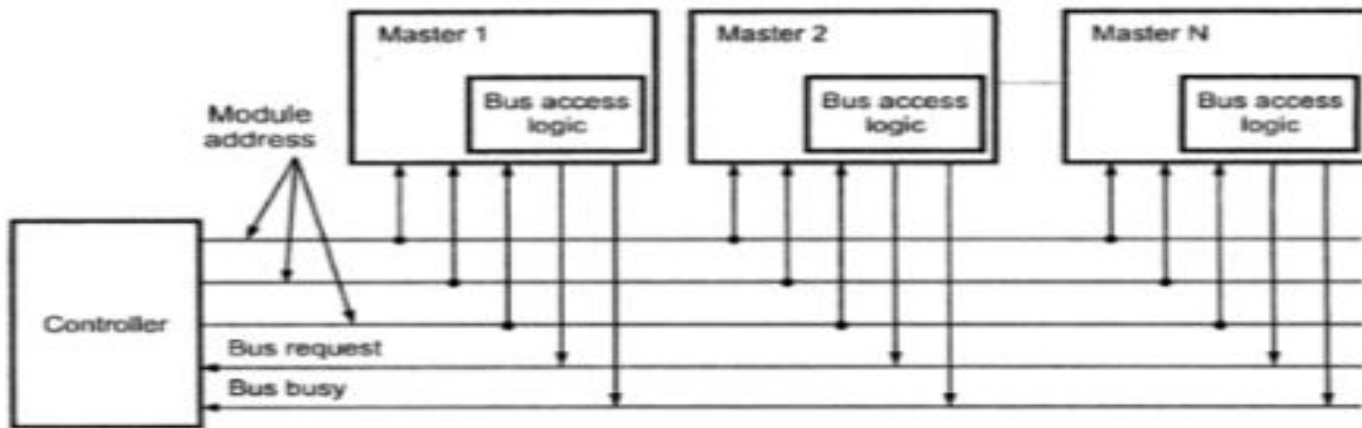 Master 1
Master 2
Master N
Bus access
logic
Bus access
logic
Bus access
logic
Module
address
Controller
Bus request
Bus busy